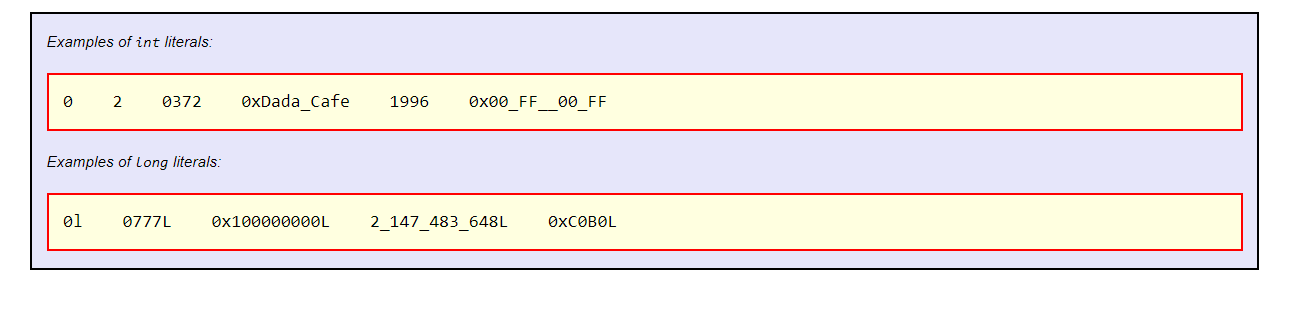 Examples of int literals:
0    2    0372    0xDada_Cafe    1996    0x00_FF__00_FF
Examples of long literals:
0l    0777L    0x100000000L    2_147_483_648L    0xC0B0L